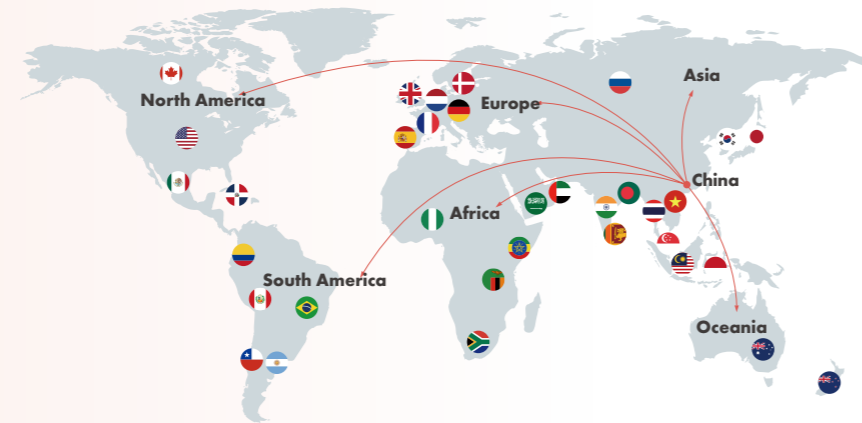 Asia
North America
Europe
China
Africa
South America
Oceania